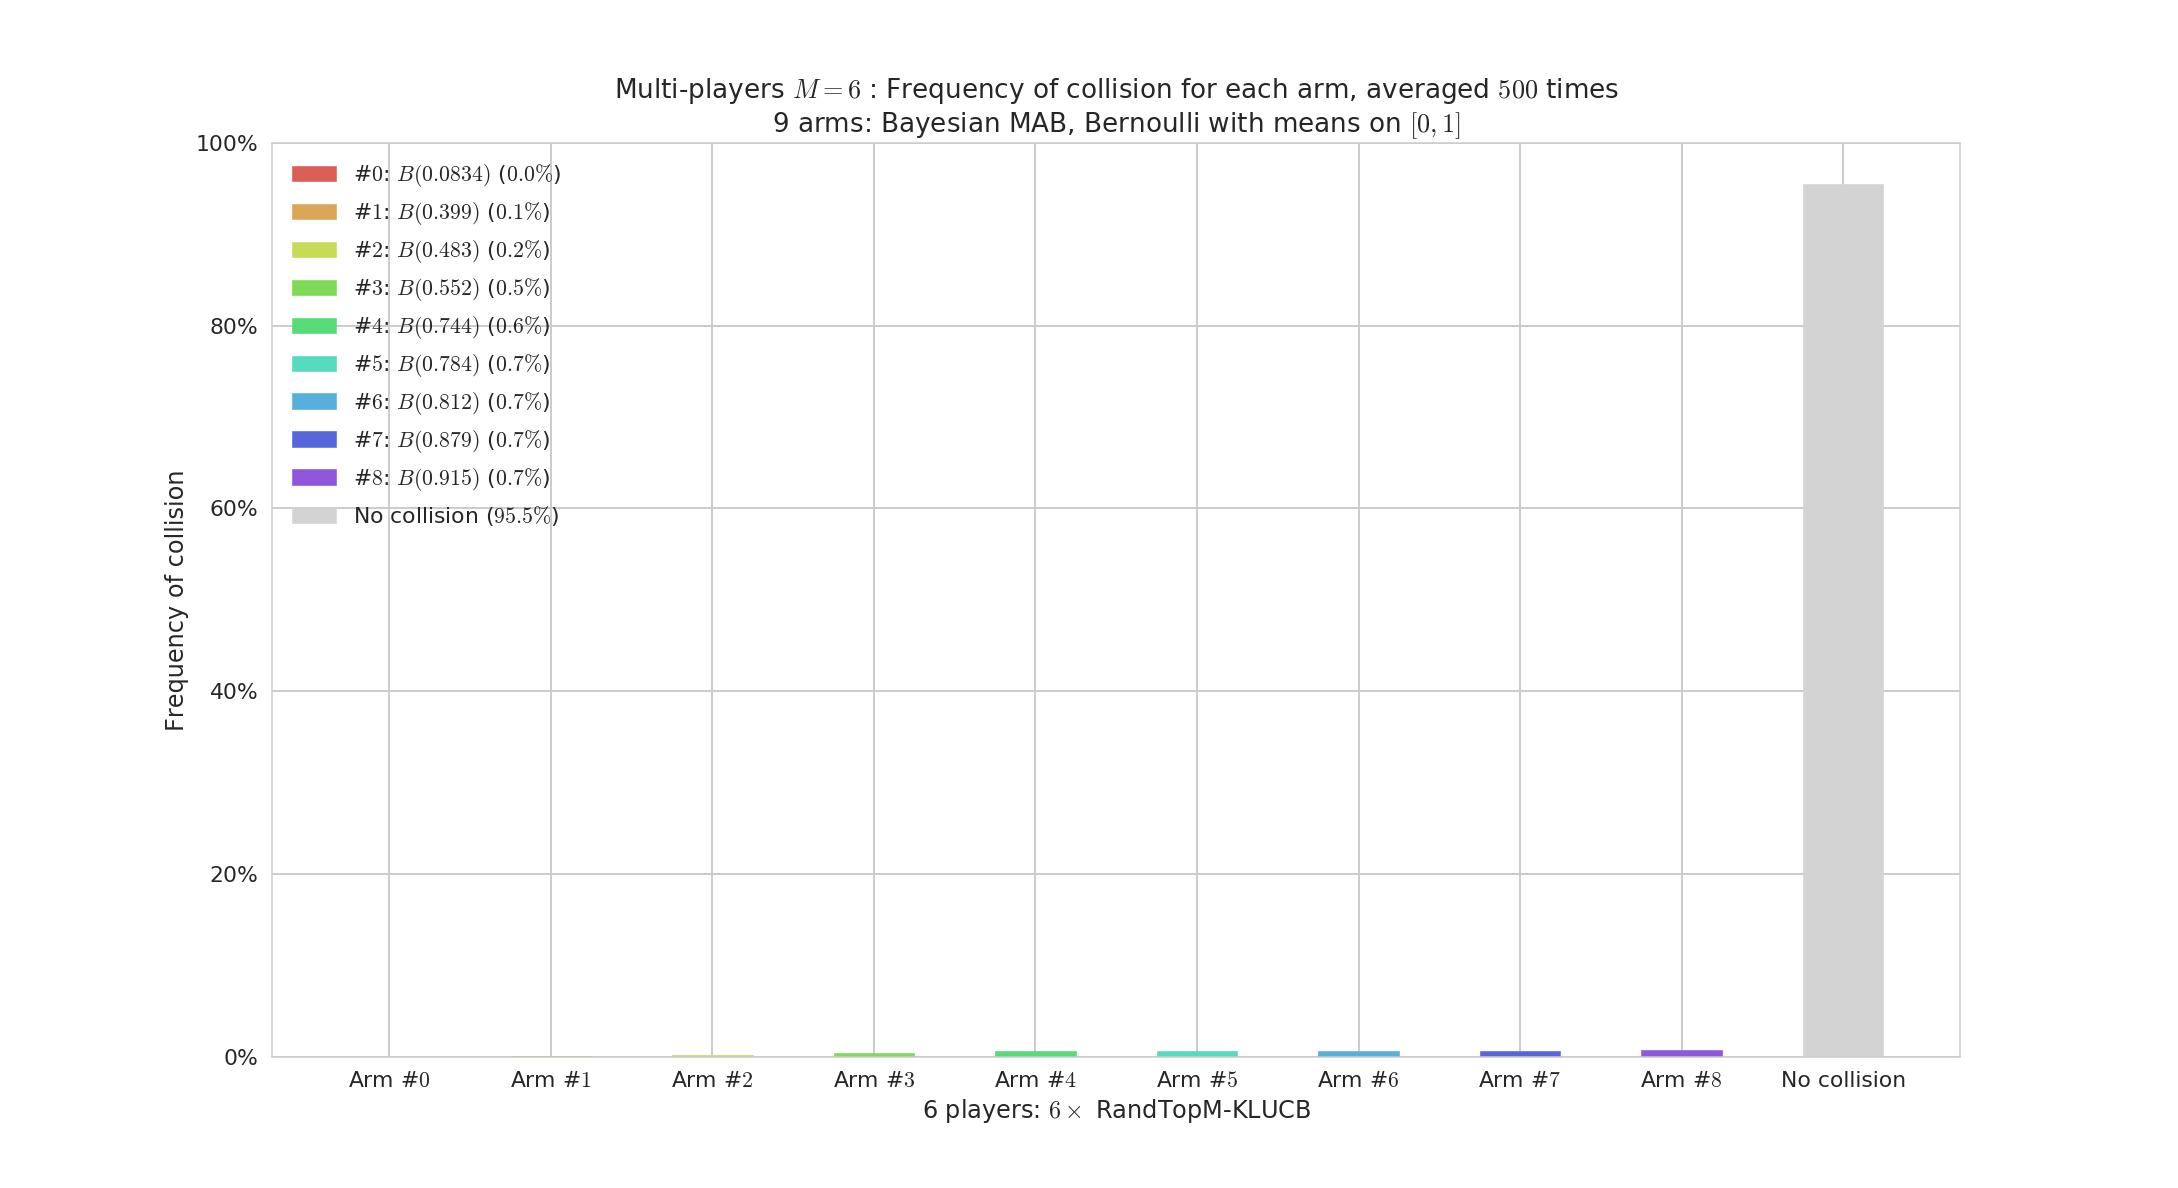 Multi-players M = 6 : Frequency of collision for each arm, averaged 500 times
9 arms: Bayesian MAB, Bernoulli with means on [0, 1]
100%
80%
60%
40%
20%
0%
Frequency of collision
#0: B(0.0834) (0.0%)
#1: B(0.399) (0.1%)
#2: B(0.483) (0.2%)
#3: B(0.552) (0.5%)
#4: B(0.744) (0.6%)
#5: B(0.784) (0.7%)
#6: B(0.812) (0.7%)
#7: B(0.879) (0.7%)
#8: B(0.915) (0.7%)
No collision (95.5%)
Arm #0 Arm #1 Arm #2 Arm #3 Arm #4 Arm #5 Arm #6 Arm #7 Arm #8 No collision
6 players: 6× RandTopM-KLUCB